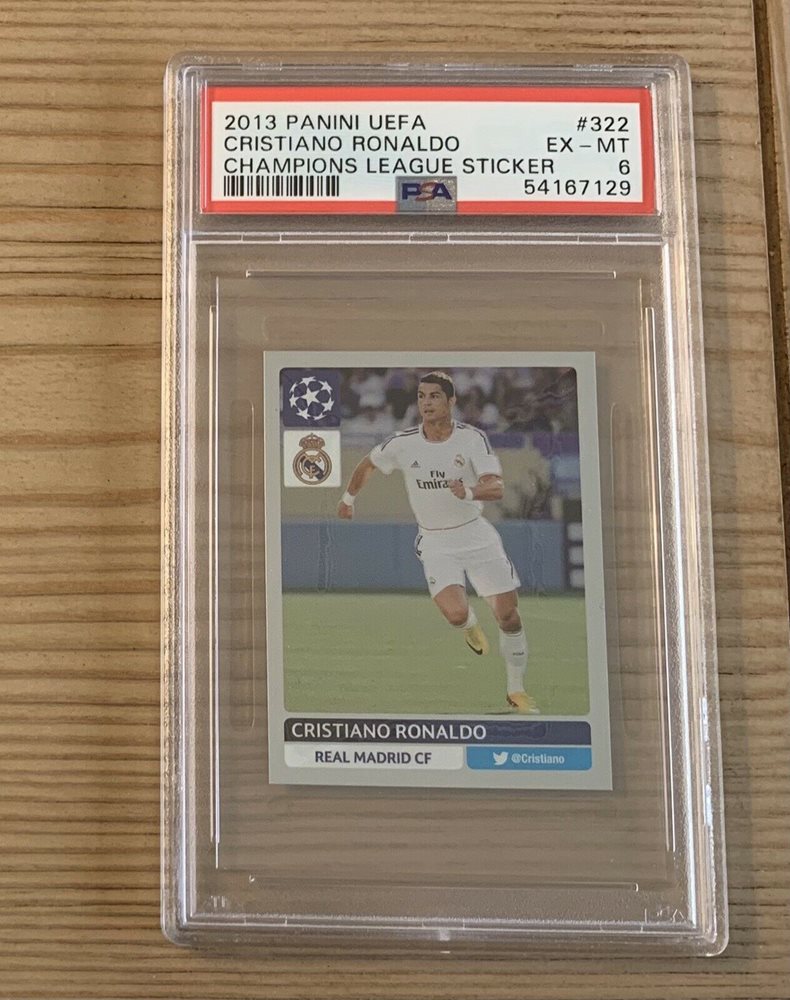 2013 PANINI UEFA #322
CRISTIANO RONALDO EX-MT
CHAMPIONS LEAGUE STICKER 6
PSA 54167129
Fly
Emirates
CRISTIANO RONALDO
REAL MADRID CF
@Cristiano